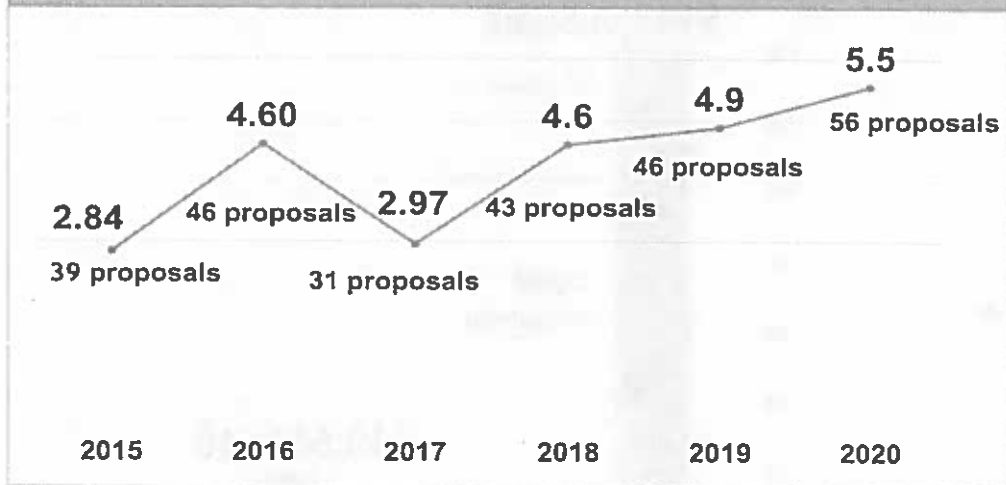 5.5
4.60
4.6
4.9
56 proposals
46 proposals
2.84
46 proposals
2.97
43 proposals
39 proposals
31 proposals
2015 2016 2017 2018 2019 2020